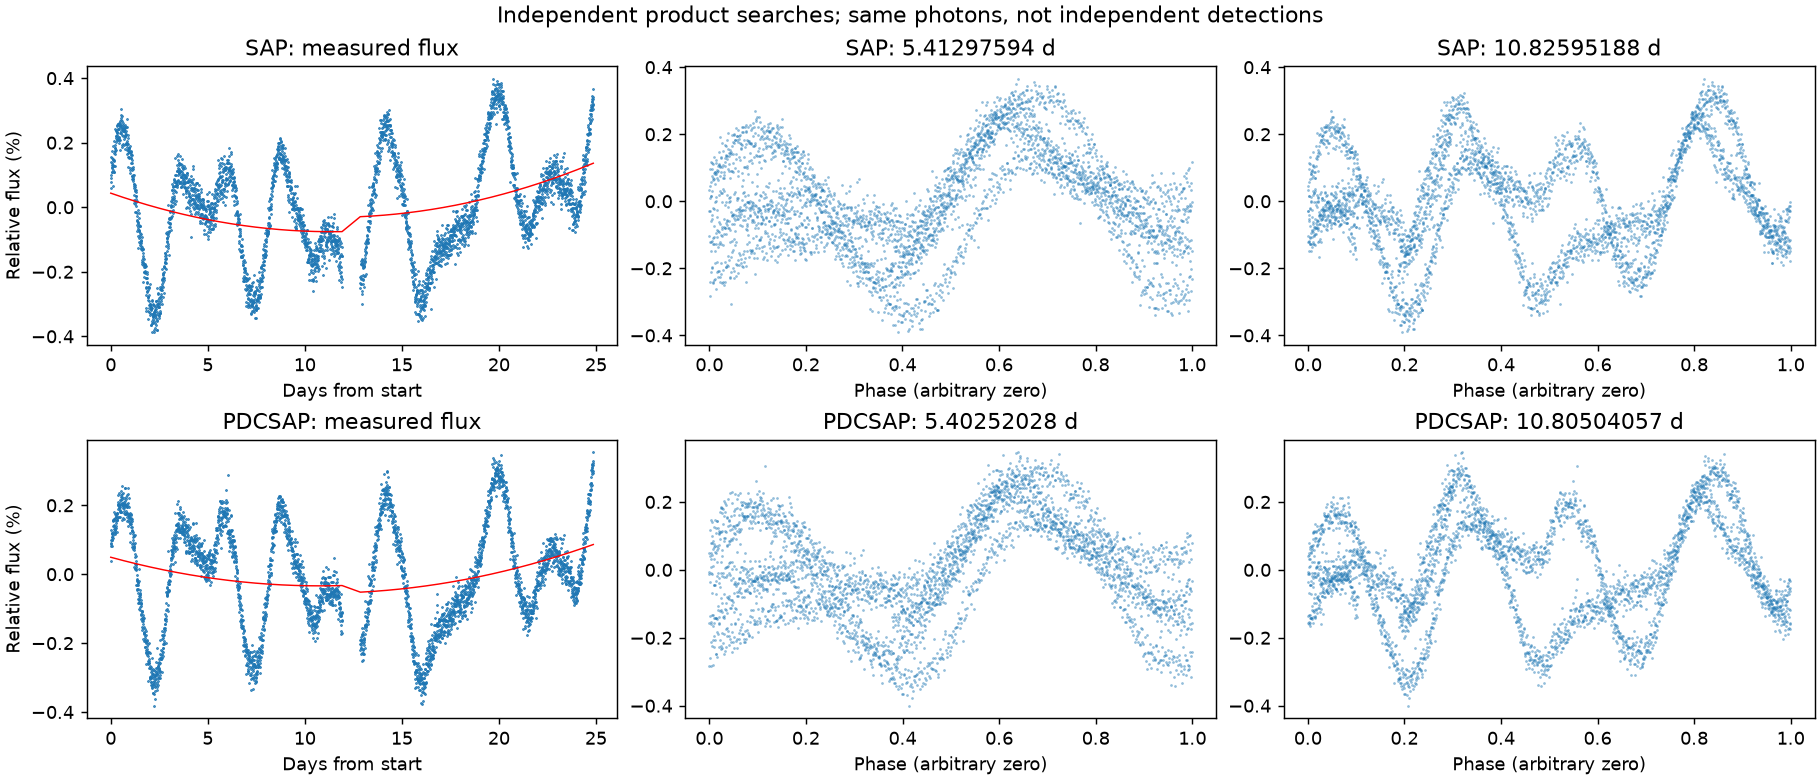 Independent product searches; same photons, not independent detections
SAP: measured flux
SAP: 5.41297594 d
SAP: 10.82595188 d
Relative flux (%)
0.4
0.2
0.0
−0.2
−0.4
0 5 10 15 20 25
Days from start
0.4
0.2
0.0
−0.2
−0.4
0.0 0.2 0.4 0.6 0.8 1.0
Phase (arbitrary zero)
0.4
0.2
0.0
−0.2
−0.4
0.0 0.2 0.4 0.6 0.8 1.0
Phase (arbitrary zero)
PDCSAP: measured flux
PDCSAP: 5.40252028 d
PDCSAP: 10.80504057 d
Relative flux (%)
0.2
0.0
−0.2
−0.4
0 5 10 15 20 25
Days from start
0.2
0.0
−0.2
−0.4
0.0 0.2 0.4 0.6 0.8 1.0
Phase (arbitrary zero)
0.2
0.0
−0.2
−0.4
0.0 0.2 0.4 0.6 0.8 1.0
Phase (arbitrary zero)